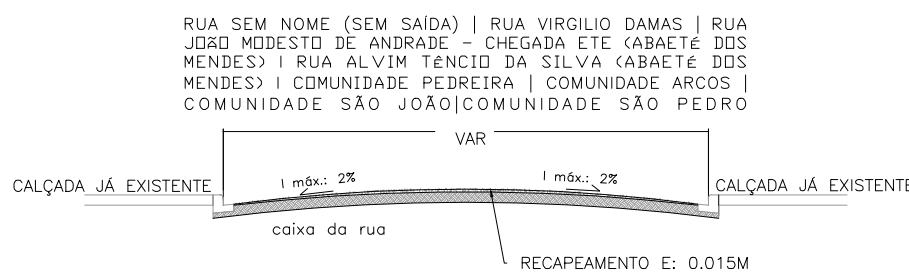 RUA SEM NOME (SEM SAÍDA) | RUA VIRGILIO DAMAS | RUA
JOÃO MODESTO DE ANDRADE - CHEGADA ETE (ABAETÉ DOS
MENDES) | RUA ALVIM TÊNCIO DA SILVA (ABAETÉ DOS
MENDES) | COMUNIDADE PEDREIRA | COMUNIDADE ARCOS |
COMUNIDADE SÃO JOÃO|COMUNIDADE SÃO PEDRO
VAR
CALÇADA JÁ EXISTENTE
I máx.: 2%
I máx.: 2%
CALÇADA JÁ EXISTENTE
caixa da rua
RECAPEAMENTO E: 0.015M